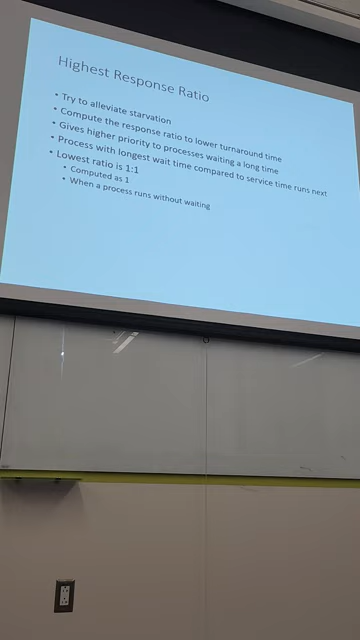 Highest Response Ratio
• Try to alleviate starvation
• Compute the response ratio to lower turnaround time
• Gives higher priority to processes waiting a long time
• Process with longest wait time compared to service time runs next
• Lowest ratio is 1:1
• Computed as 1
• When a process runs without waiting